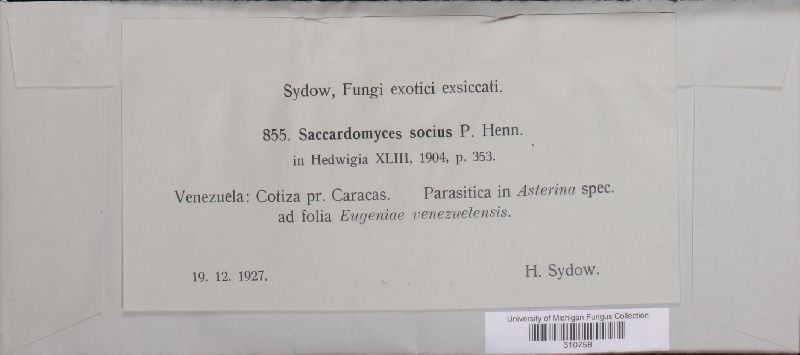 Sydow, Fungi exotici exsiccati.
855. Saccardomyces socius P. Henn.
in Hedwigia XLIII, 1904, p. 353.
Venezuela: Cotiza pr. Caracas. Parasitica in Asterina spec.
ad folia Eugeniae venezuelensis.
19. 12. 1927. H. Sydow.
University of Michigan Fungus Collection
310758